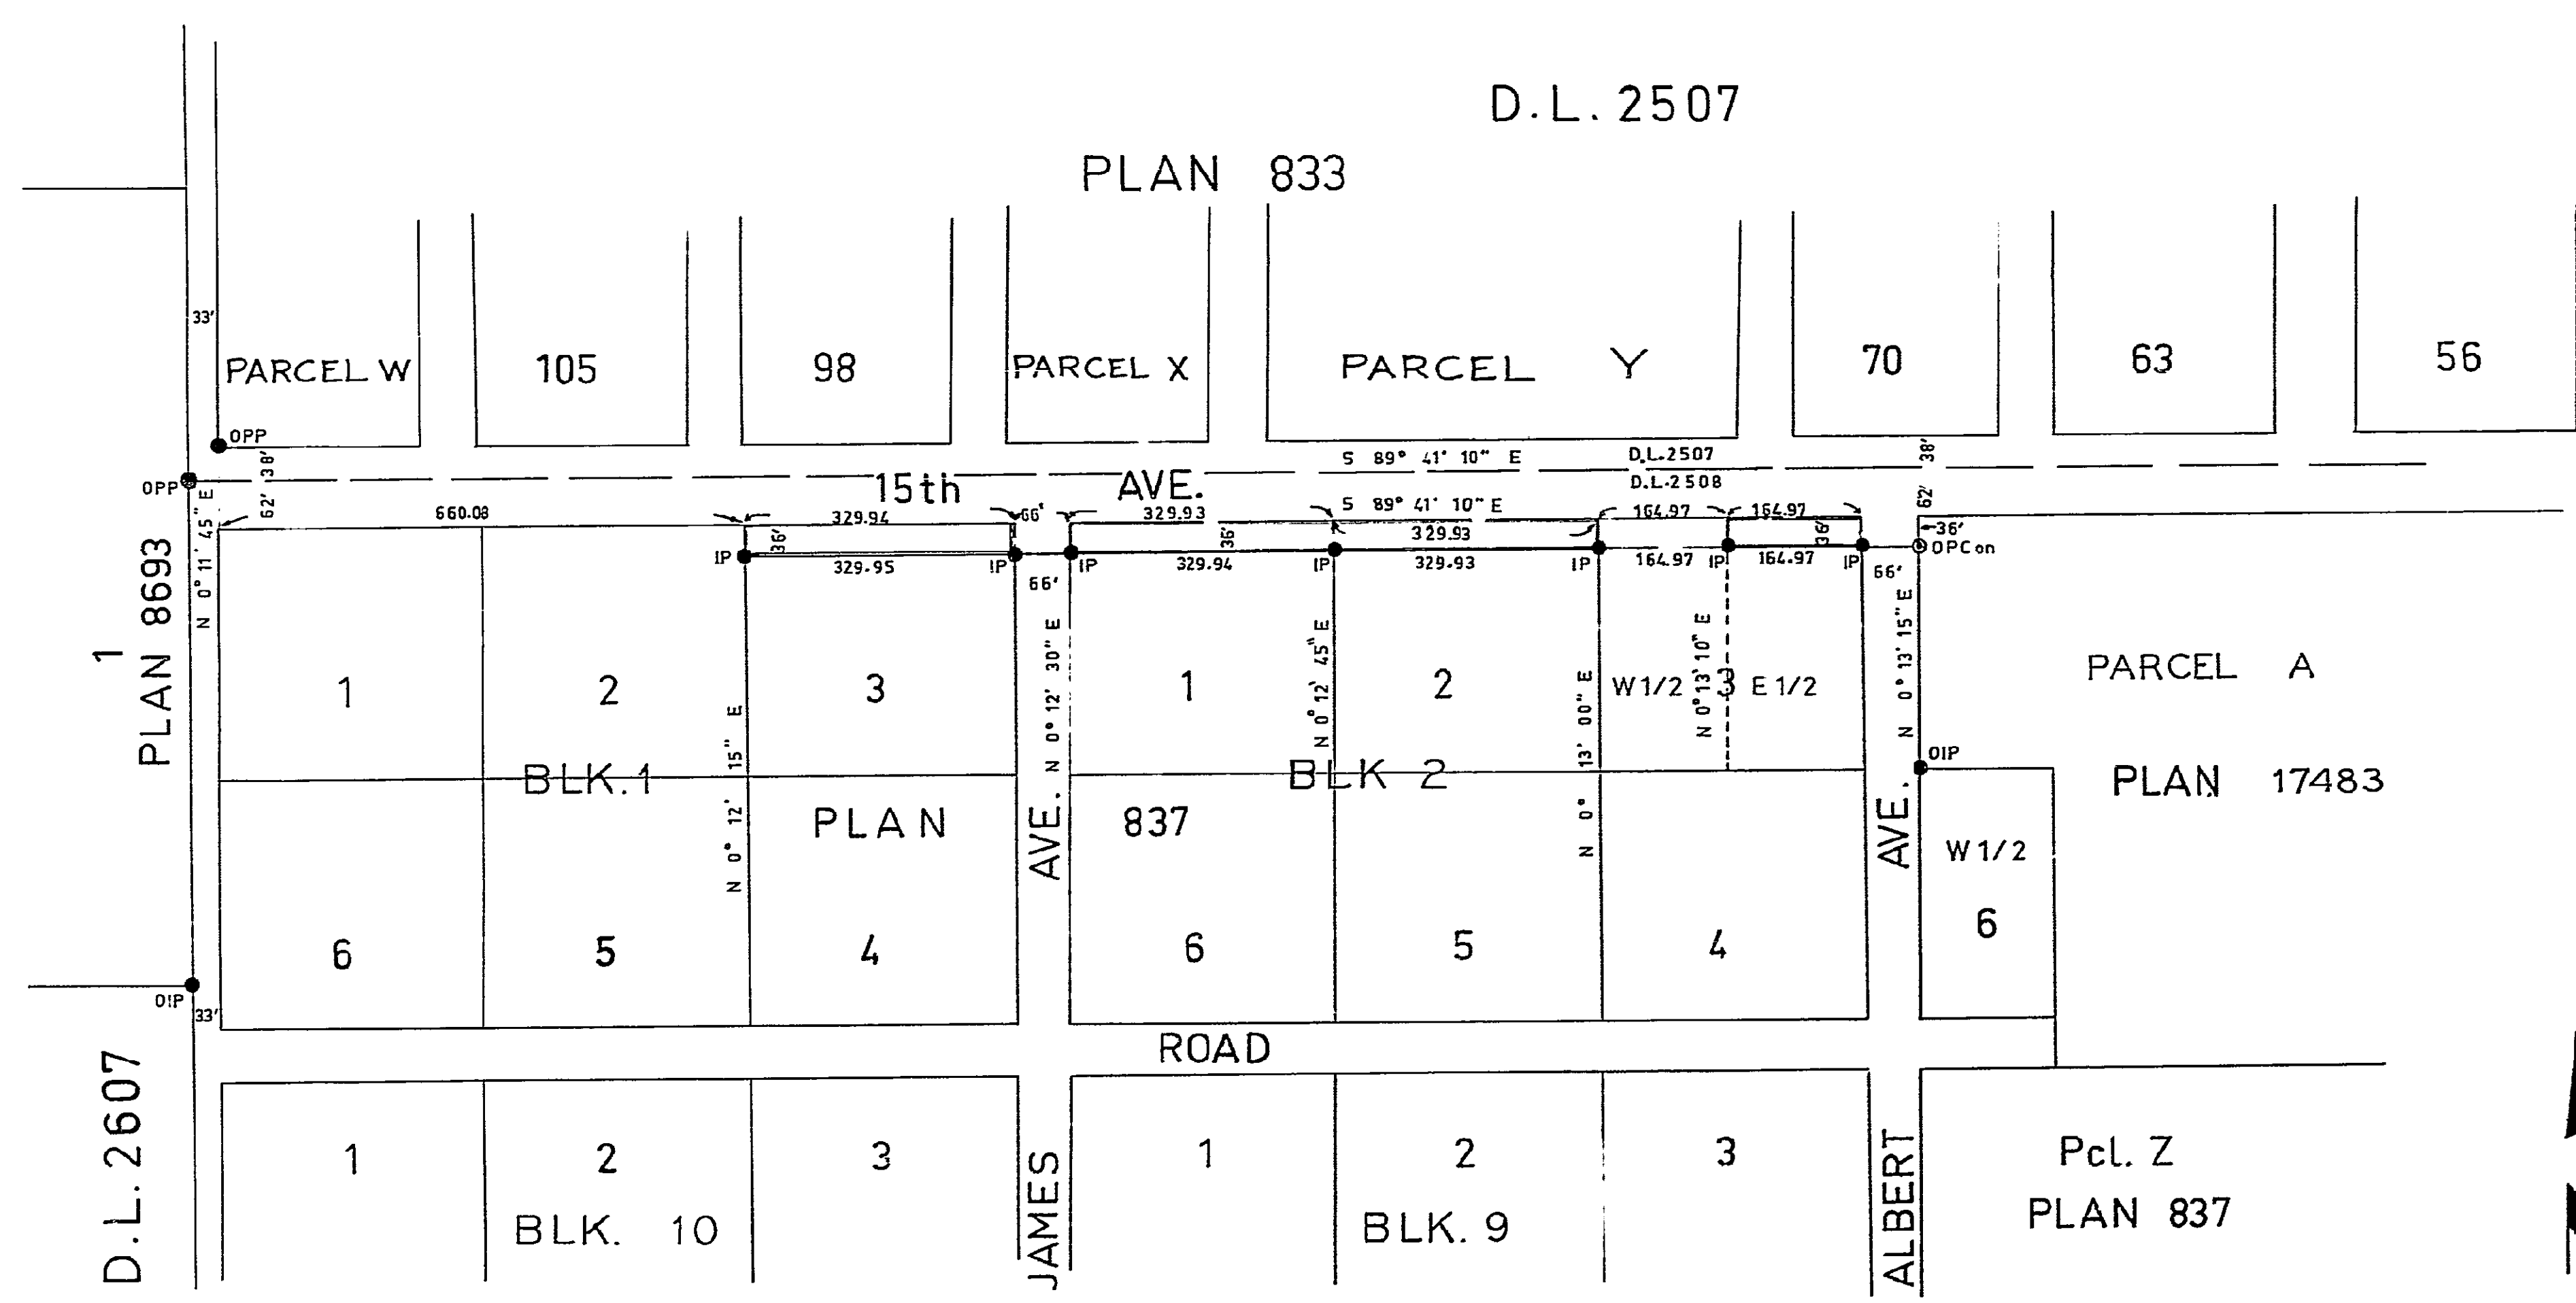 D.L. 2507
PLAN 833
33'
PARCEL W
105
98
PARCEL X
PARCEL Y
70
63
56
OPP
38'
38'
S 89° 41' 10" E
D.L. 2507
OPP
15th AVE.
D.L. 2508
62'
62'
660.08
329.94
66'
329.93
S 89° 41' 10" E
164.97
164.97
36'
36'
329.93
36'
36'
OPC on
IP
329.95
IP
66'
IP
329.94
IP
329.93
IP
164.97
IP
164.97
IP
66'
N 0° 11' 45" E
1
PLAN 8693
1
2
3
N 0° 12' 15" E
N 0° 12' 30" E
1
N 0° 12' 45" E
2
N 0° 13' 00" E
W 1/2 3 E 1/2
N 0° 13' 10" E
N 0° 13' 15" E
PARCEL A
OIP
BLK. 1
BLK 2
PLAN 17483
PLAN 837
W 1/2
6
6
5
4
6
5
4
OIP
33'
ROAD
D.L. 2607
1
2
3
JAMES AVE.
1
2
3
ALBERT AVE.
Pcl. Z
BLK. 10
BLK. 9
PLAN 837